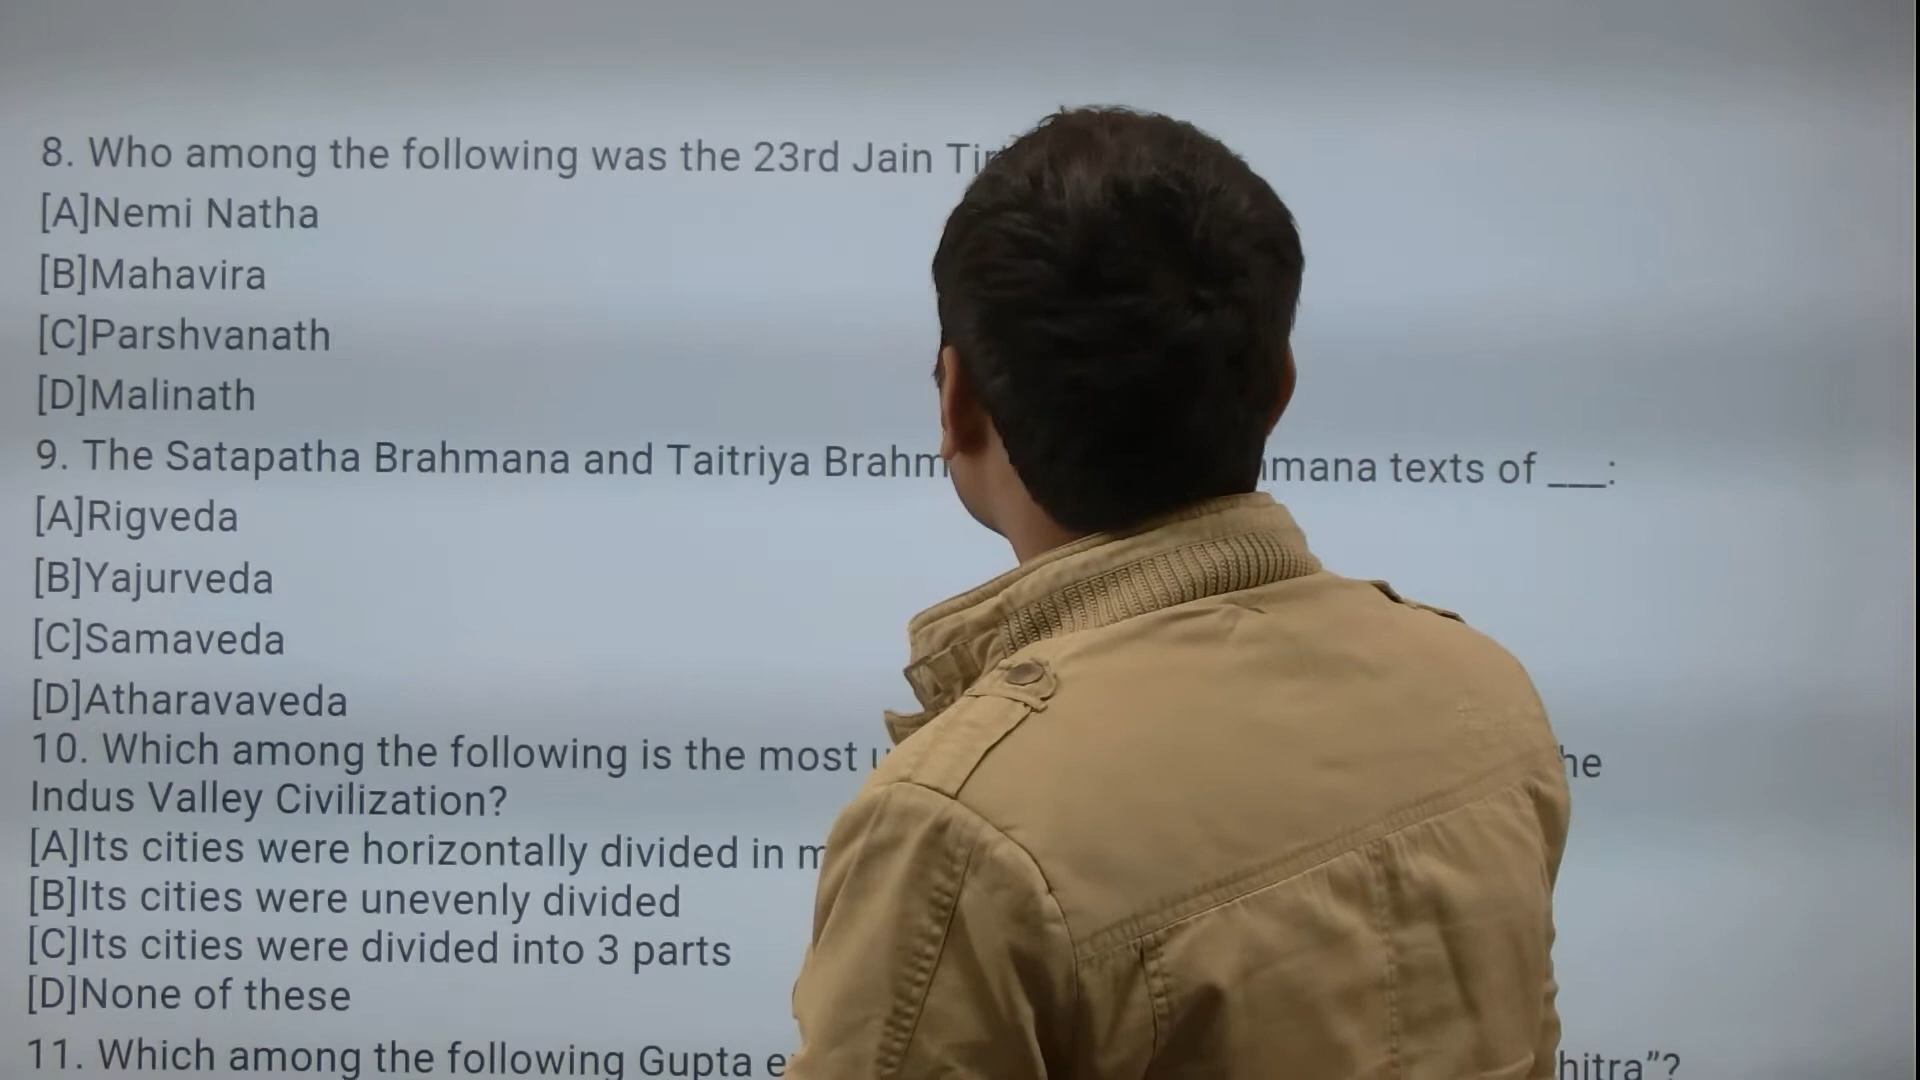 8. Who among the following was the 23rd Jain
[A]Nemi Natha
[B]Mahavira
[C]Parshvanath
[D]Malinath
9. The Satapatha Brahmana and Taitriya texts of ___:
[A]Rigveda
[B]Yajurveda
[C]Samaveda
[D]Atharavaveda
10. Which among the following is the most
Indus Valley Civilization?
[A]Its cities were horizontally divided in
[B]Its cities were unevenly divided
[C]Its cities were divided into 3 parts
[D]None of these
11. Which among the following Gupta